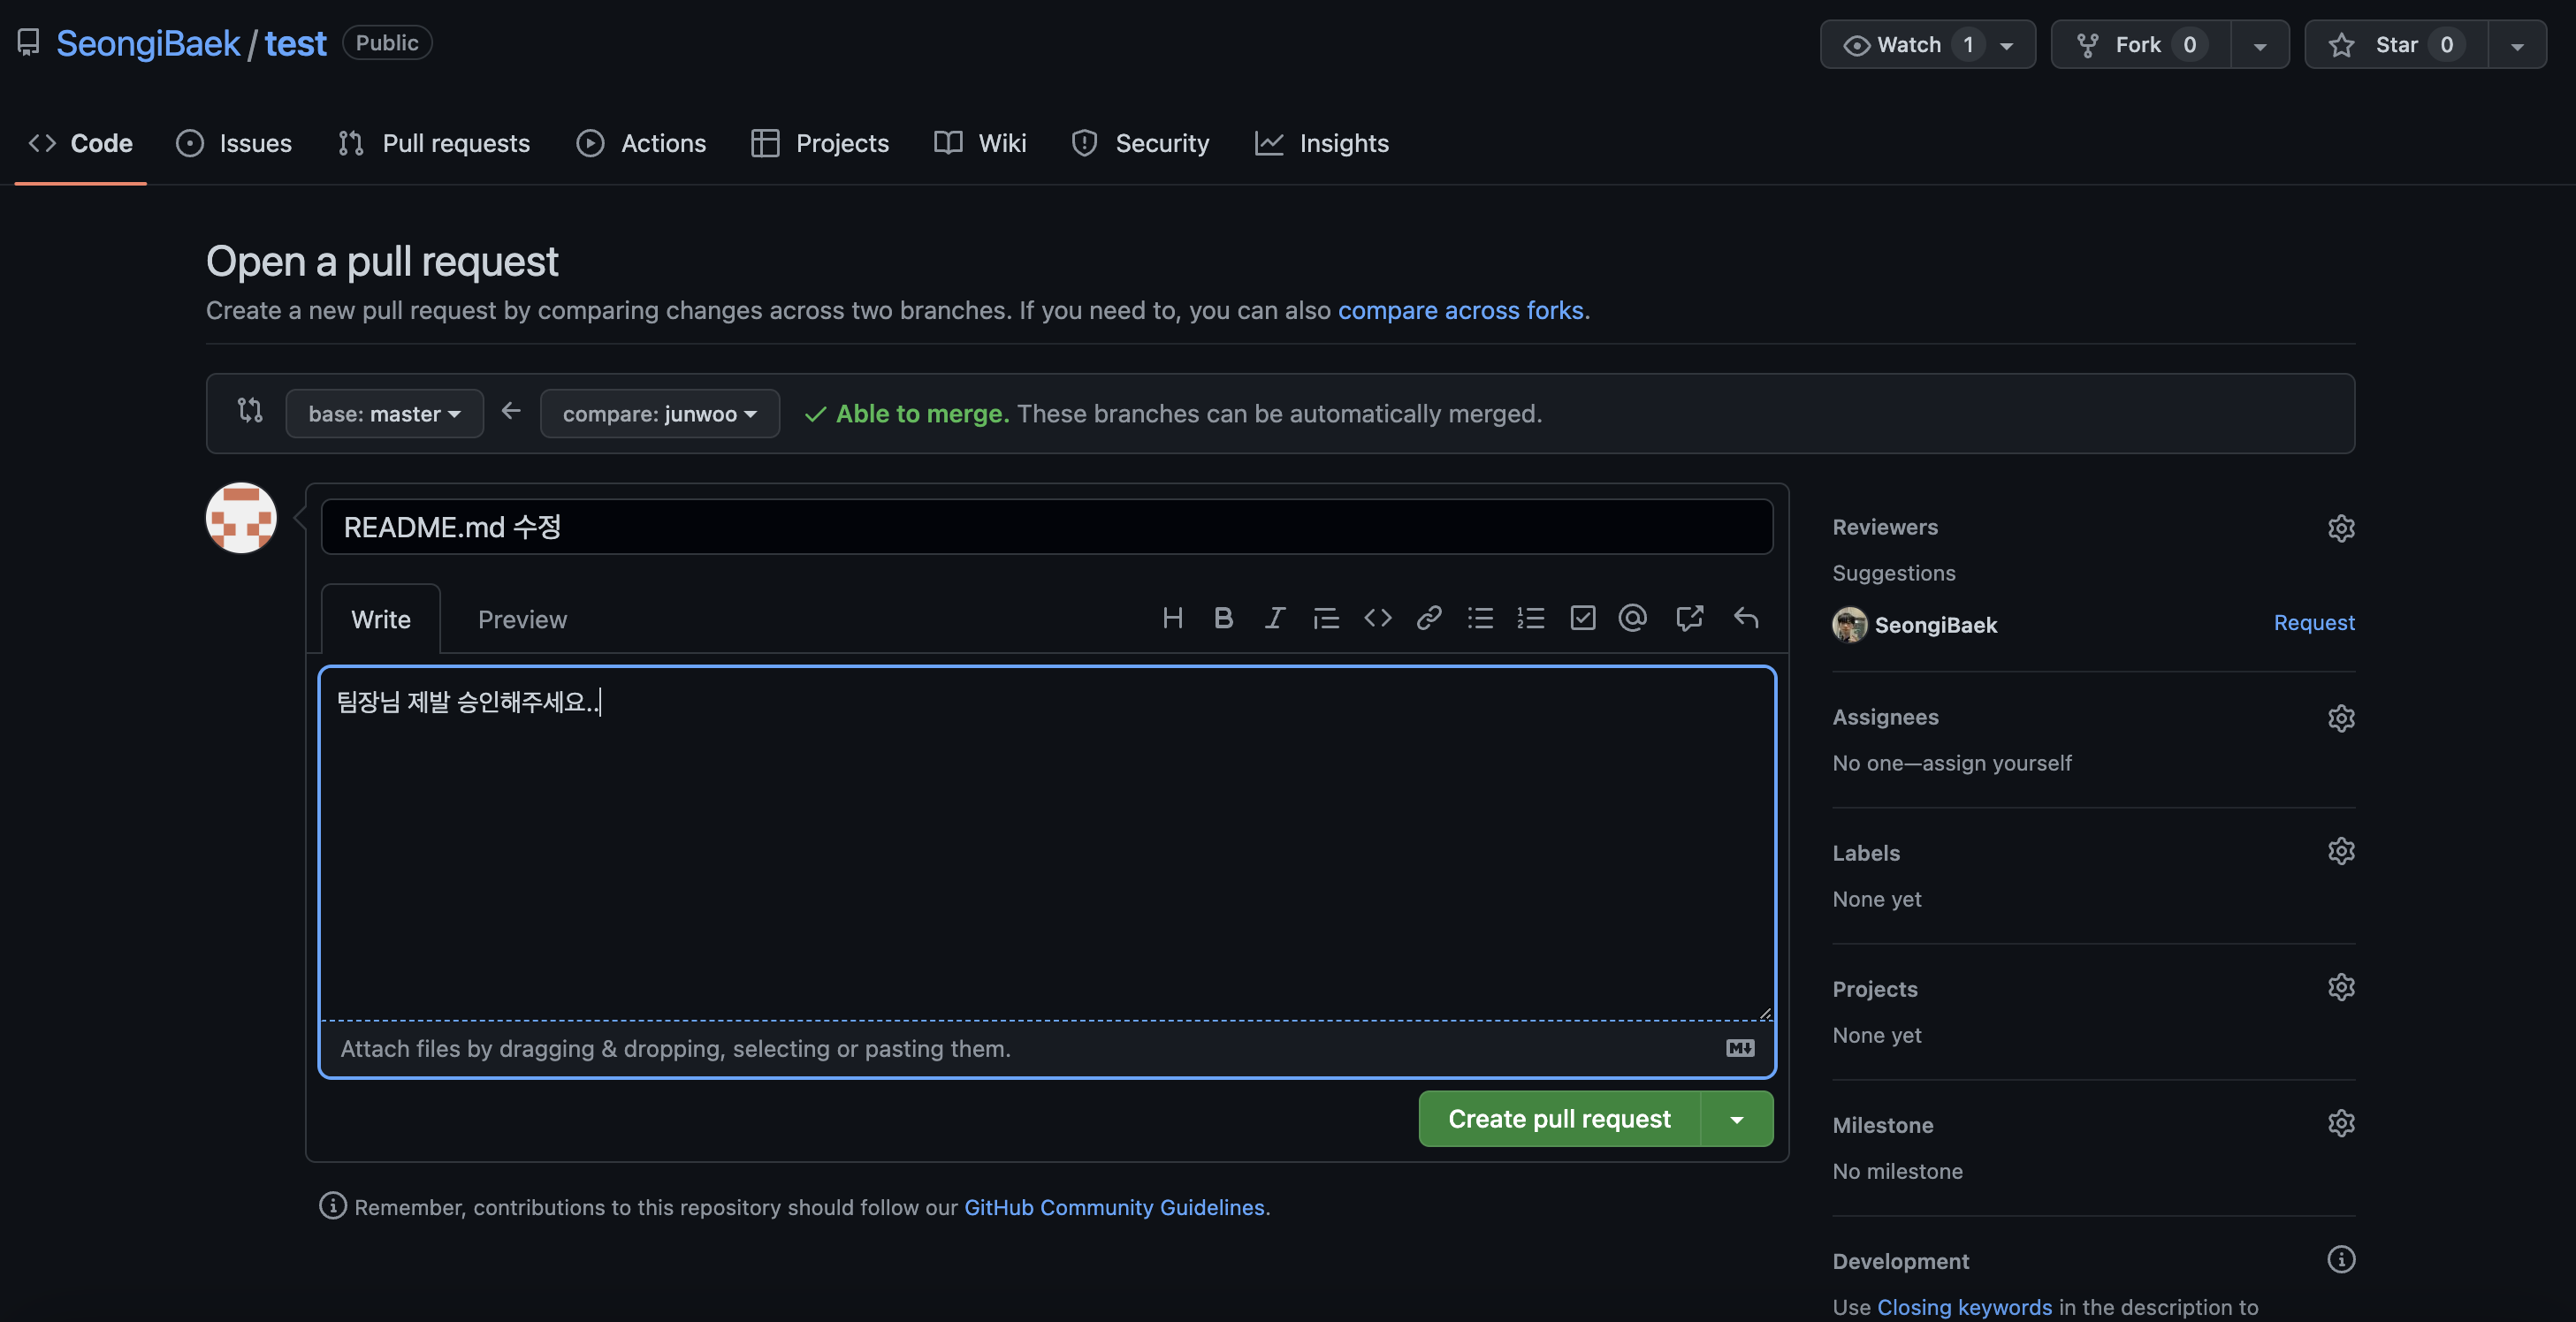 SeongiBaek / test Public
Watch 1 Fork 0 Star 0
Code Issues Pull requests Actions Projects Wiki Security Insights
Open a pull request
Create a new pull request by comparing changes across two branches. If you need to, you can also compare across forks.
base: master compare: junwoo Able to merge. These branches can be automatically merged.
README.md 수정
Write Preview
팀장님 제발 승인해주세요..
Attach files by dragging & dropping, selecting or pasting them.
Create pull request
Remember, contributions to this repository should follow our GitHub Community Guidelines.
Reviewers
Suggestions
SeongiBaek Request
Assignees
No one—assign yourself
Labels
None yet
Projects
None yet
Milestone
No milestone
Development
Use Closing keywords in the description to